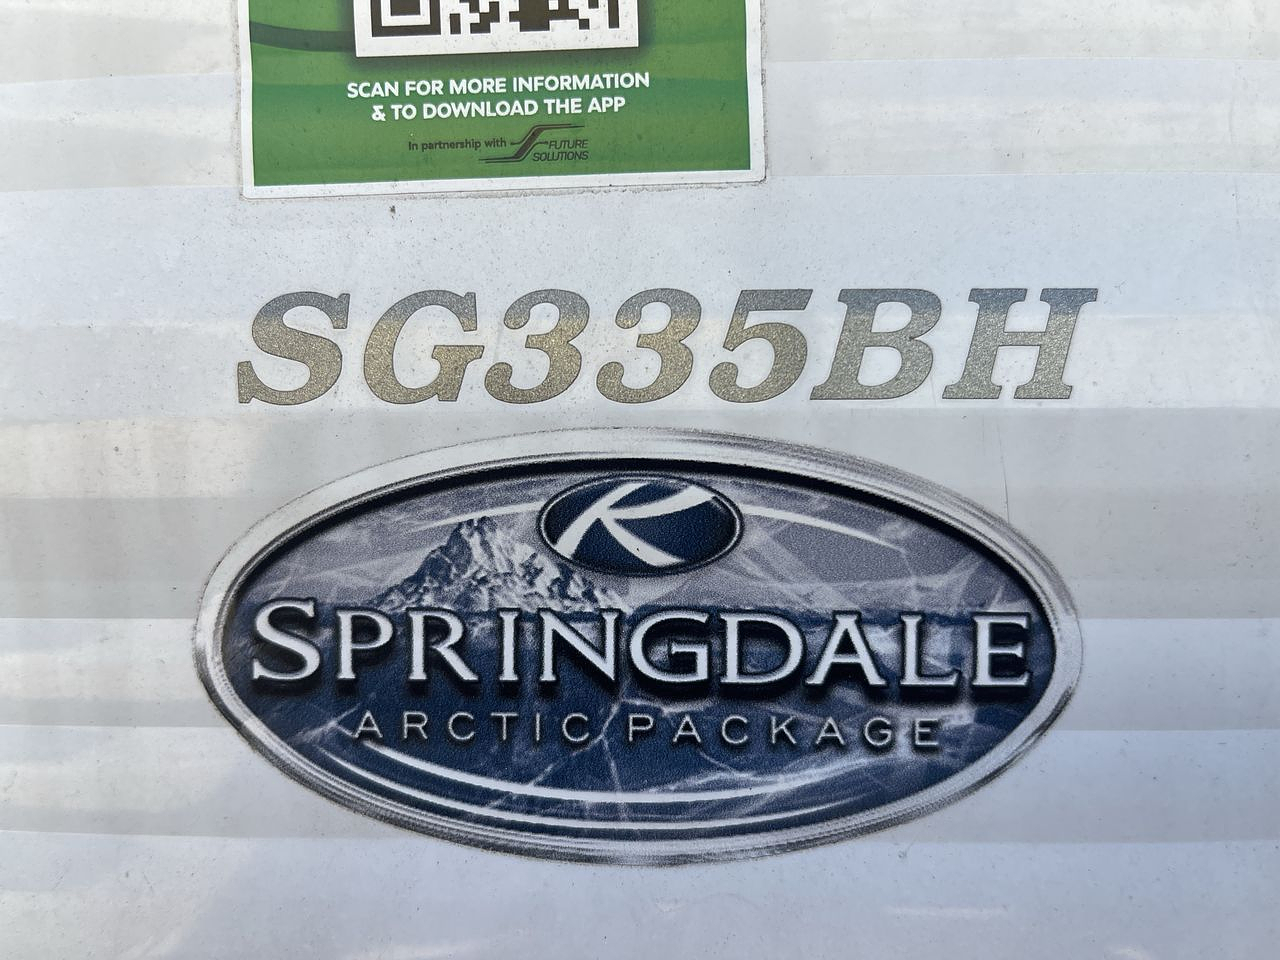 SCAN FOR MORE INFORMATION
& TO DOWNLOAD THE APP
In partnership with FUTURE
SOLUTIONS
SG335BH
K
SPRINGDALE
ARCTIC PACKAGE